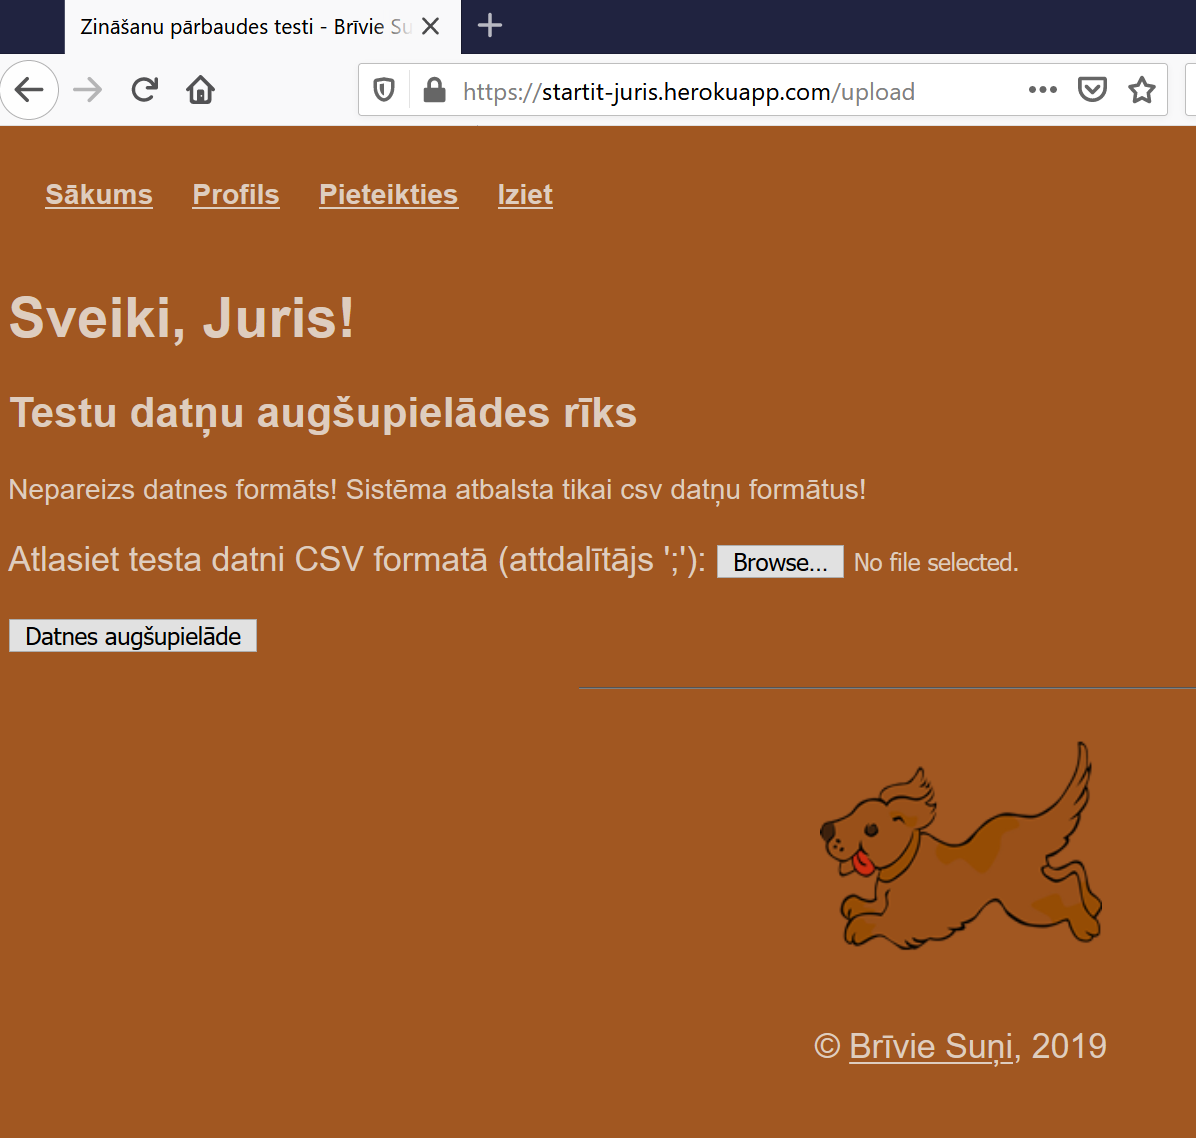 Zināšanu pārbaudes testi - Brīvie Su
https://startit-juris.herokuapp.com/upload
Sākums Profils Pieteikties Iziet
Sveiki, Juris!
Testu datņu augšupielādes rīks
Nepareizs datnes formāts! Sistēma atbalsta tikai csv datņu formātus!
Atlasiet testa datni CSV formatā (attdalītājs ';'): Browse... No file selected.
Datnes augšupielāde
© Brīvie Suņi, 2019